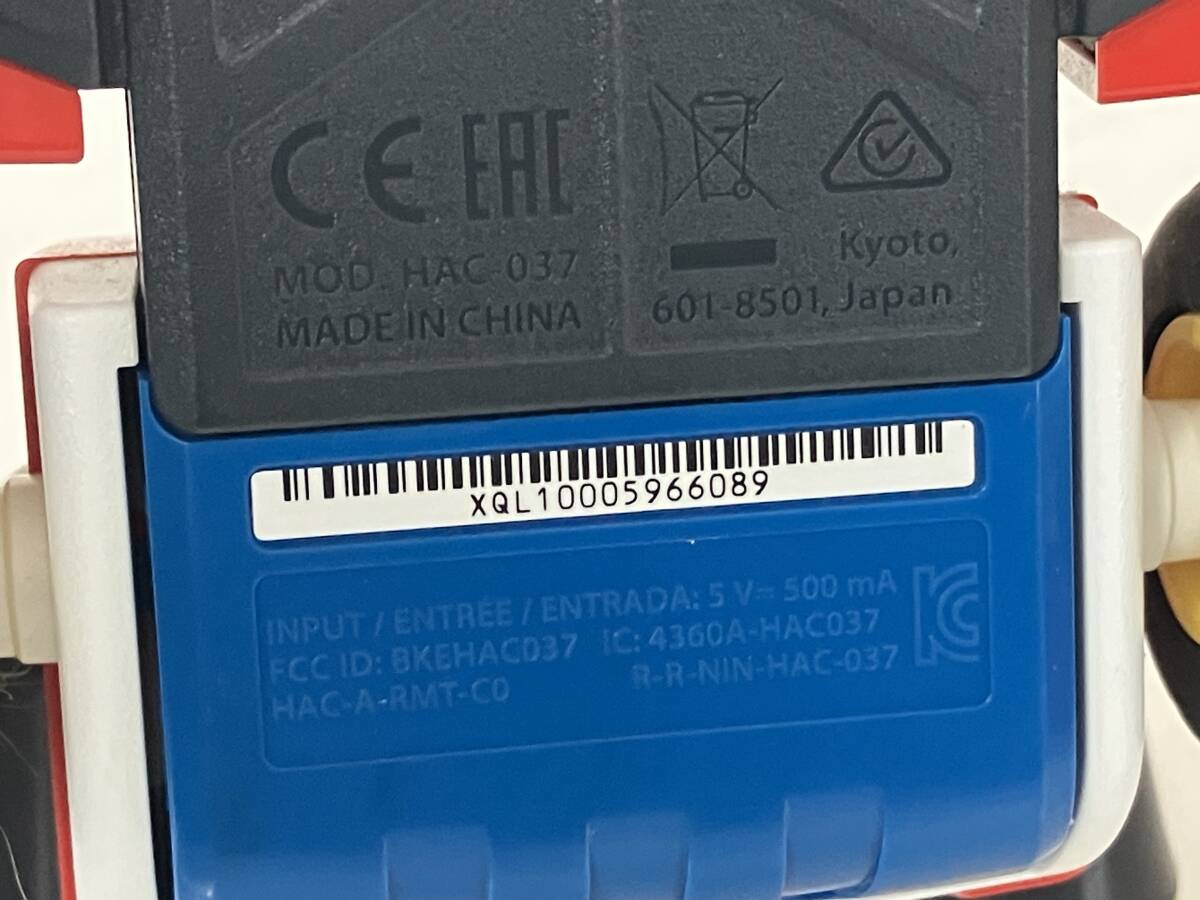 CE EAC
MOD. HAC 037
MADE IN CHINA
Kyoto,
601-8501, Japan
XQL10005966089
INPUT / ENTRÉE / ENTRADA: 5 V⎓ 500 mA
FCC ID: BKEHAC037 IC: 4360A-HAC037
HAC-A-RMT-C0 R-R-NIN-HAC-037
KC